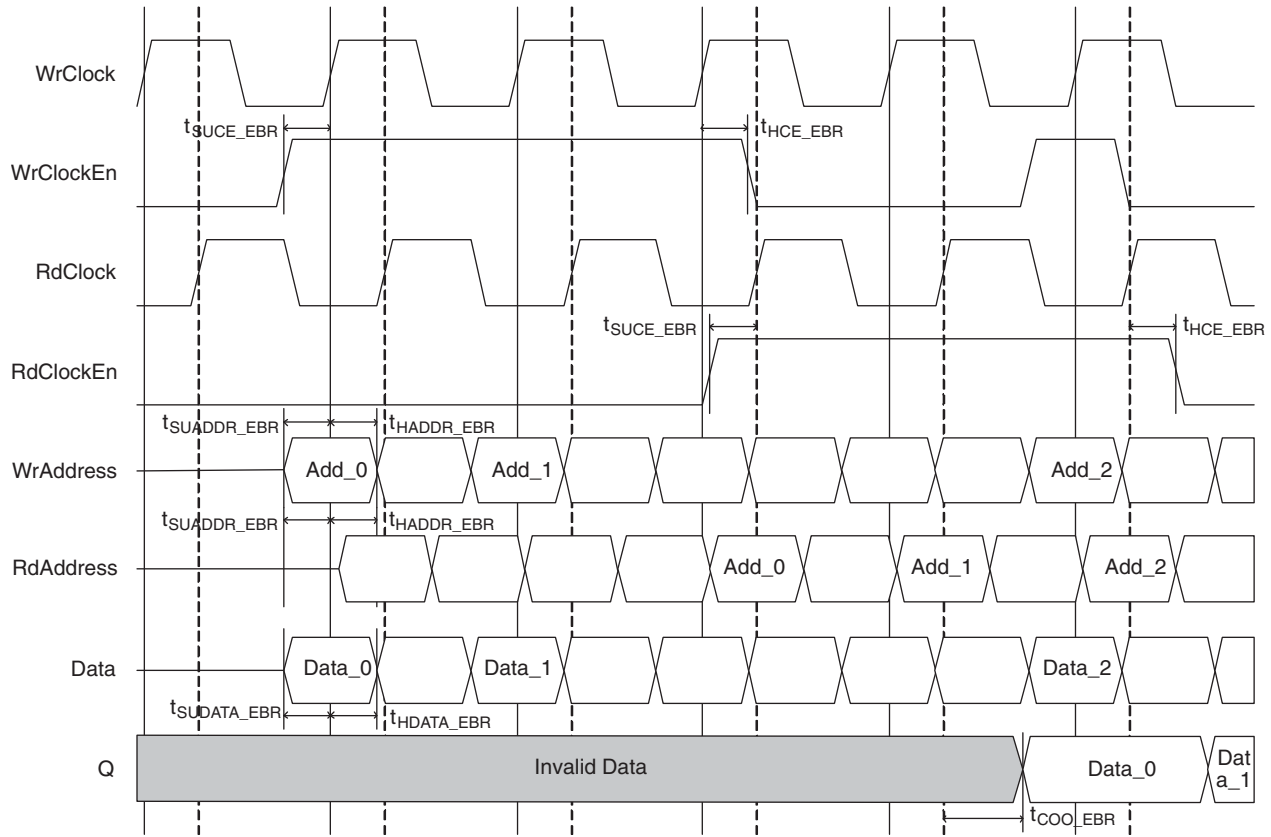 WrClock
tSUCE_EBR tHCE_EBR
WrClockEn
RdClock
tSUCE_EBR tHCE_EBR
RdClockEn
tSUADDR_EBR tHADDR_EBR
WrAddress Add_0 Add_1 Add_2
tSUADDR_EBR tHADDR_EBR
RdAddress Add_0 Add_1 Add_2
Data Data_0 Data_1 Data_2
tSUDATA_EBR tHDATA_EBR
Q Invalid Data Data_0 Dat
a_1
tCOO_EBR